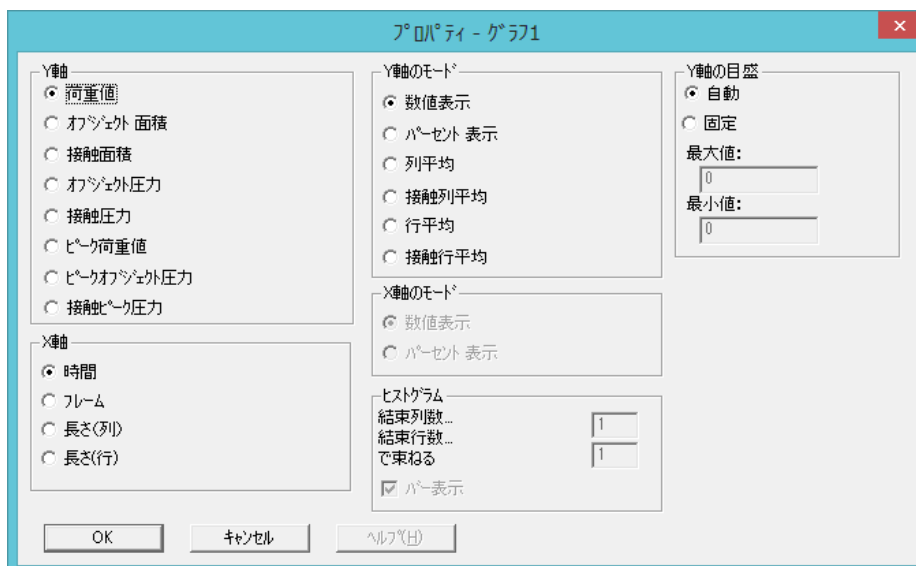 ﾌﾟﾛﾊﾟﾃｨ - ｸﾞﾗﾌ1
Y軸
荷重値
ｵﾌﾞｼﾞｪｸﾄ 面積
接触面積
ｵﾌﾞｼﾞｪｸﾄ圧力
接触圧力
ﾋﾟｰｸ荷重値
ﾋﾟｰｸｵﾌﾞｼﾞｪｸﾄ圧力
接触ﾋﾟｰｸ圧力
X軸
時間
ﾌﾚｰﾑ
長さ(列)
長さ(行)
Y軸のﾓｰﾄﾞ
数値表示
ﾊﾟｰｾﾝﾄ 表示
列平均
接触列平均
行平均
接触行平均
X軸のﾓｰﾄﾞ
数値表示
ﾊﾟｰｾﾝﾄ 表示
ﾋｽﾄｸﾞﾗﾑ
結束列数... 1
結束行数...
で束ねる 1
ﾊﾞｰ表示
Y軸の目盛
自動
固定
最大値:
0
最小値:
0
OK ｷｬﾝｾﾙ ﾍﾙﾌﾟ(H)